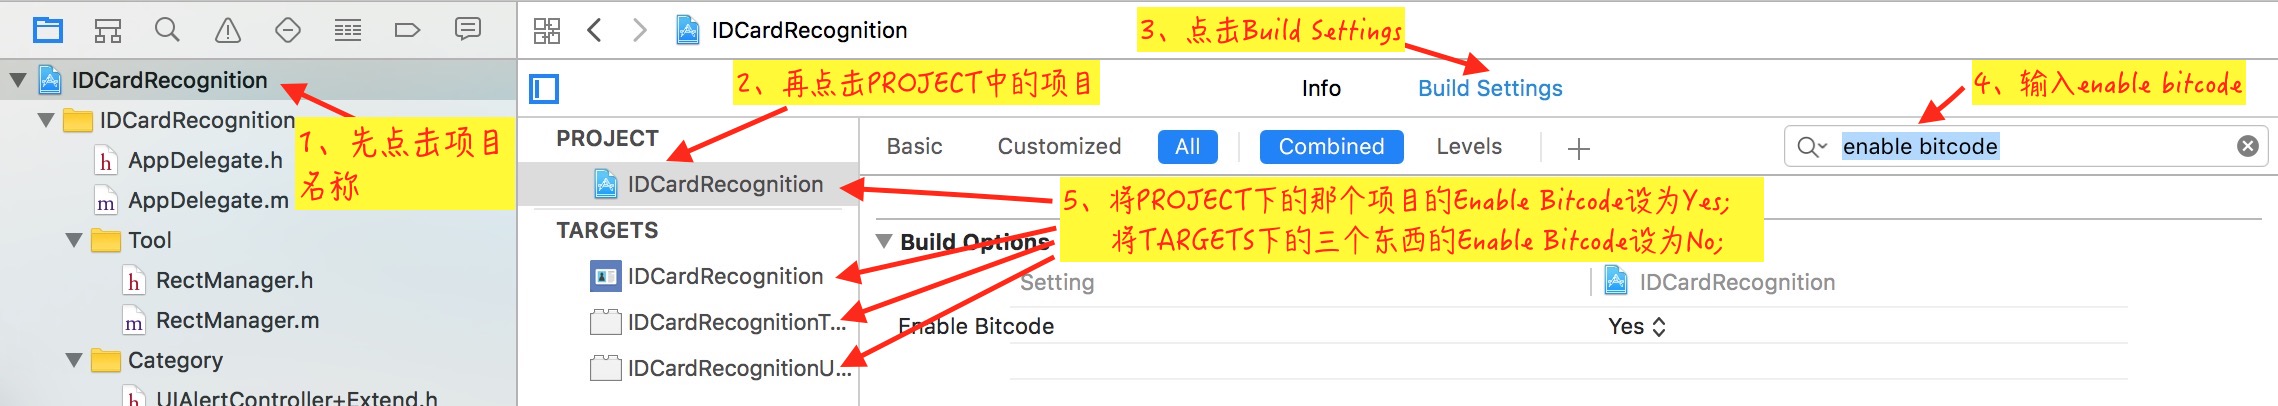 IDCardRecognition
3、点击Build Settings
IDCardRecognition
2、再点击PROJECT中的项目
Info
Build Settings
4、输入enable bitcode
IDCardRecognition
1、先点击项目
名称
PROJECT
Basic
Customized
All
Combined
Levels
enable bitcode
h AppDelegate.h
m AppDelegate.m
IDCardRecognition
5、将PROJECT下的那个项目的Enable Bitcode设为Yes;
将TARGETS下的三个东西的Enable Bitcode设为No;
TARGETS
Tool
Build Options
h RectManager.h
IDCardRecognition
Setting
IDCardRecognition
m RectManager.m
IDCardRecognitionT...
Enable Bitcode
Yes
Category
IDCardRecognitionU...
h UIAlertController+Extend.h